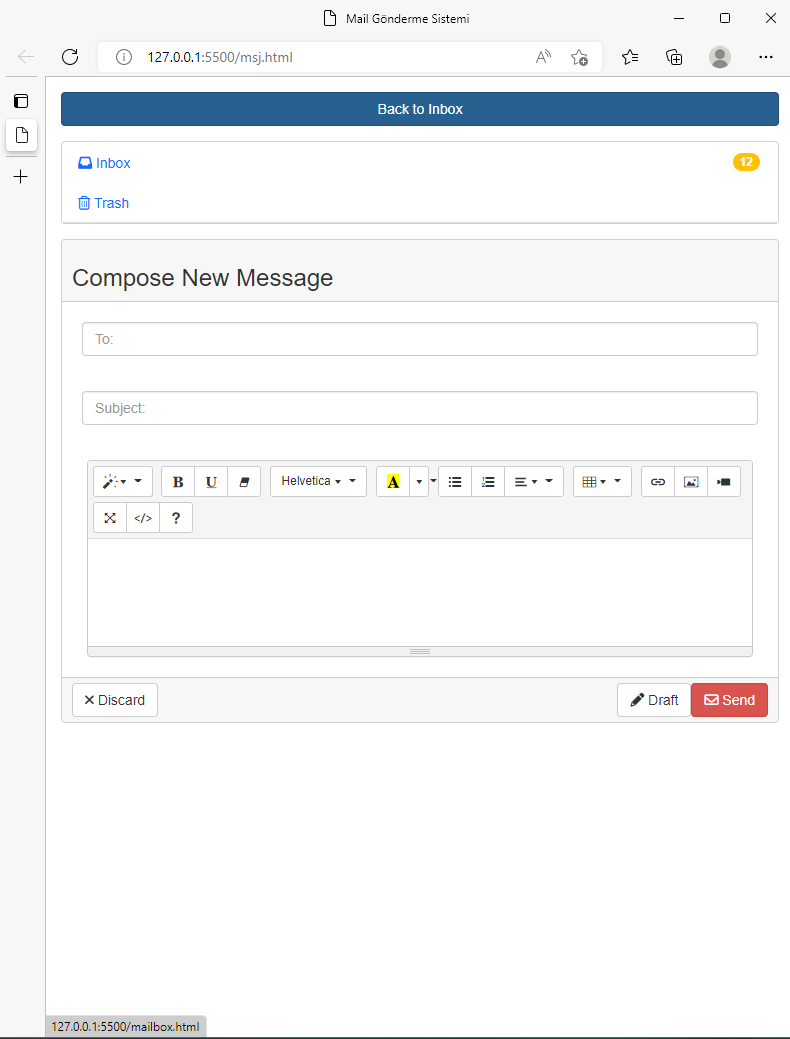 Mail Gönderme Sistemi
127.0.0.1:5500/msj.html
Back to Inbox
Inbox 12
Trash
Compose New Message
To:
Subject:
B U Helvetica A
</> ?
Discard Draft Send
127.0.0.1:5500/mailbox.html